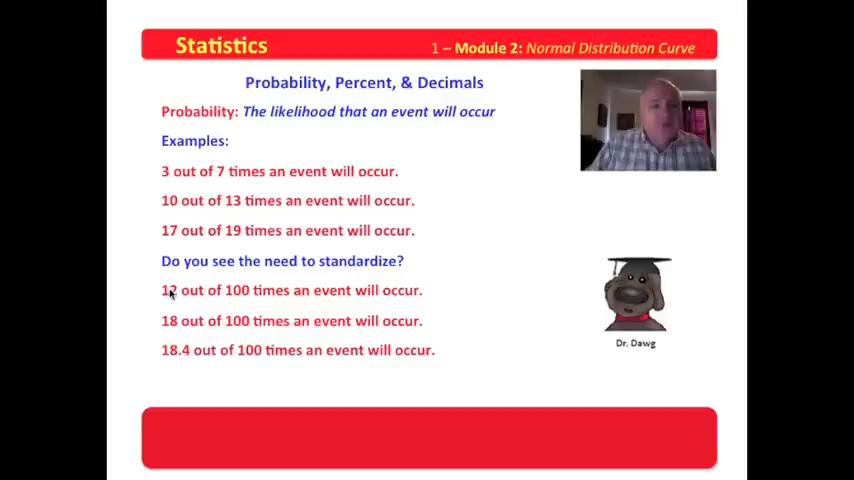 Statistics
1 – Module 2: Normal Distribution Curve
Probability, Percent, & Decimals
Probability: The likelihood that an event will occur
Examples:
3 out of 7 times an event will occur.
10 out of 13 times an event will occur.
17 out of 19 times an event will occur.
Do you see the need to standardize?
12 out of 100 times an event will occur.
18 out of 100 times an event will occur.
18.4 out of 100 times an event will occur.
Dr. Dawg